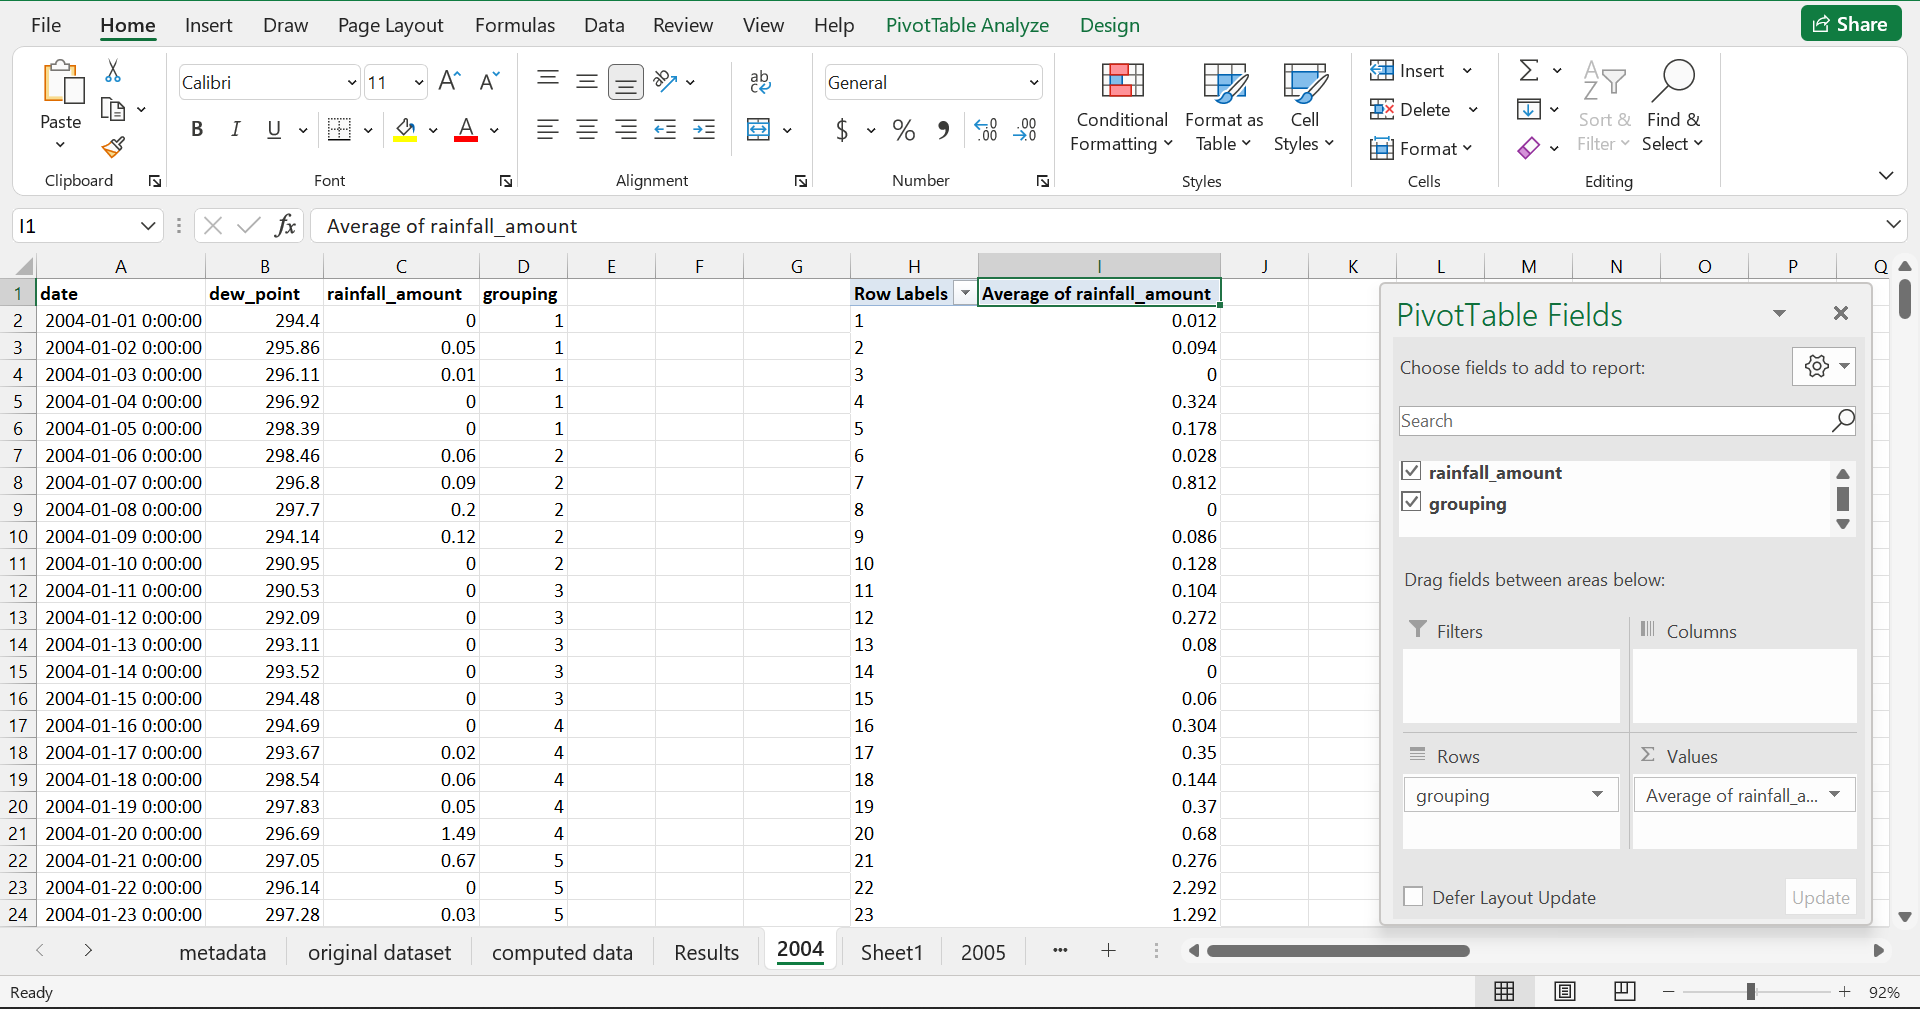 File Home Insert Draw Page Layout Formulas Data Review View Help PivotTable Analyze Design Share
Calibri 11 A^ A˅ ab General Insert
Paste Conditional Format as Cell Delete Sort & Find &
B I U A $ % 9 .00 .00 Formatting Table Styles Format Filter Select
Clipboard Font Alignment Number Styles Cells Editing
I1 fx Average of rainfall_amount
A B C D E F G H I J K L M N O P Q
1 date dew_point rainfall_amount grouping Row Labels Average of rainfall_amount
2 2004-01-01 0:00:00 294.4 0 1 1 0.012
3 2004-01-02 0:00:00 295.86 0.05 1 2 0.094
4 2004-01-03 0:00:00 296.11 0.01 1 3 0
5 2004-01-04 0:00:00 296.92 0 1 4 0.324
6 2004-01-05 0:00:00 298.39 0 1 5 0.178
7 2004-01-06 0:00:00 298.46 0.06 2 6 0.028
8 2004-01-07 0:00:00 296.8 0.09 2 7 0.812
9 2004-01-08 0:00:00 297.7 0.2 2 8 0
10 2004-01-09 0:00:00 294.14 0.12 2 9 0.086
11 2004-01-10 0:00:00 290.95 0 2 10 0.128
12 2004-01-11 0:00:00 290.53 0 3 11 0.104
13 2004-01-12 0:00:00 292.09 0 3 12 0.272
14 2004-01-13 0:00:00 293.11 0 3 13 0.08
15 2004-01-14 0:00:00 293.52 0 3 14 0
16 2004-01-15 0:00:00 294.48 0 3 15 0.06
17 2004-01-16 0:00:00 294.69 0 4 16 0.304
18 2004-01-17 0:00:00 293.67 0.02 4 17 0.35
19 2004-01-18 0:00:00 298.54 0.06 4 18 0.144
20 2004-01-19 0:00:00 297.83 0.05 4 19 0.37
21 2004-01-20 0:00:00 296.69 1.49 4 20 0.68
22 2004-01-21 0:00:00 297.05 0.67 5 21 0.276
23 2004-01-22 0:00:00 296.14 0 5 22 2.292
24 2004-01-23 0:00:00 297.28 0.03 5 23 1.292
PivotTable Fields
Choose fields to add to report:
Search
rainfall_amount
grouping
Drag fields between areas below:
Filters Columns
Rows Values
grouping Average of rainfall_a...
Defer Layout Update Update
metadata original dataset computed data Results 2004 Sheet1 2005 ...
Ready 92%